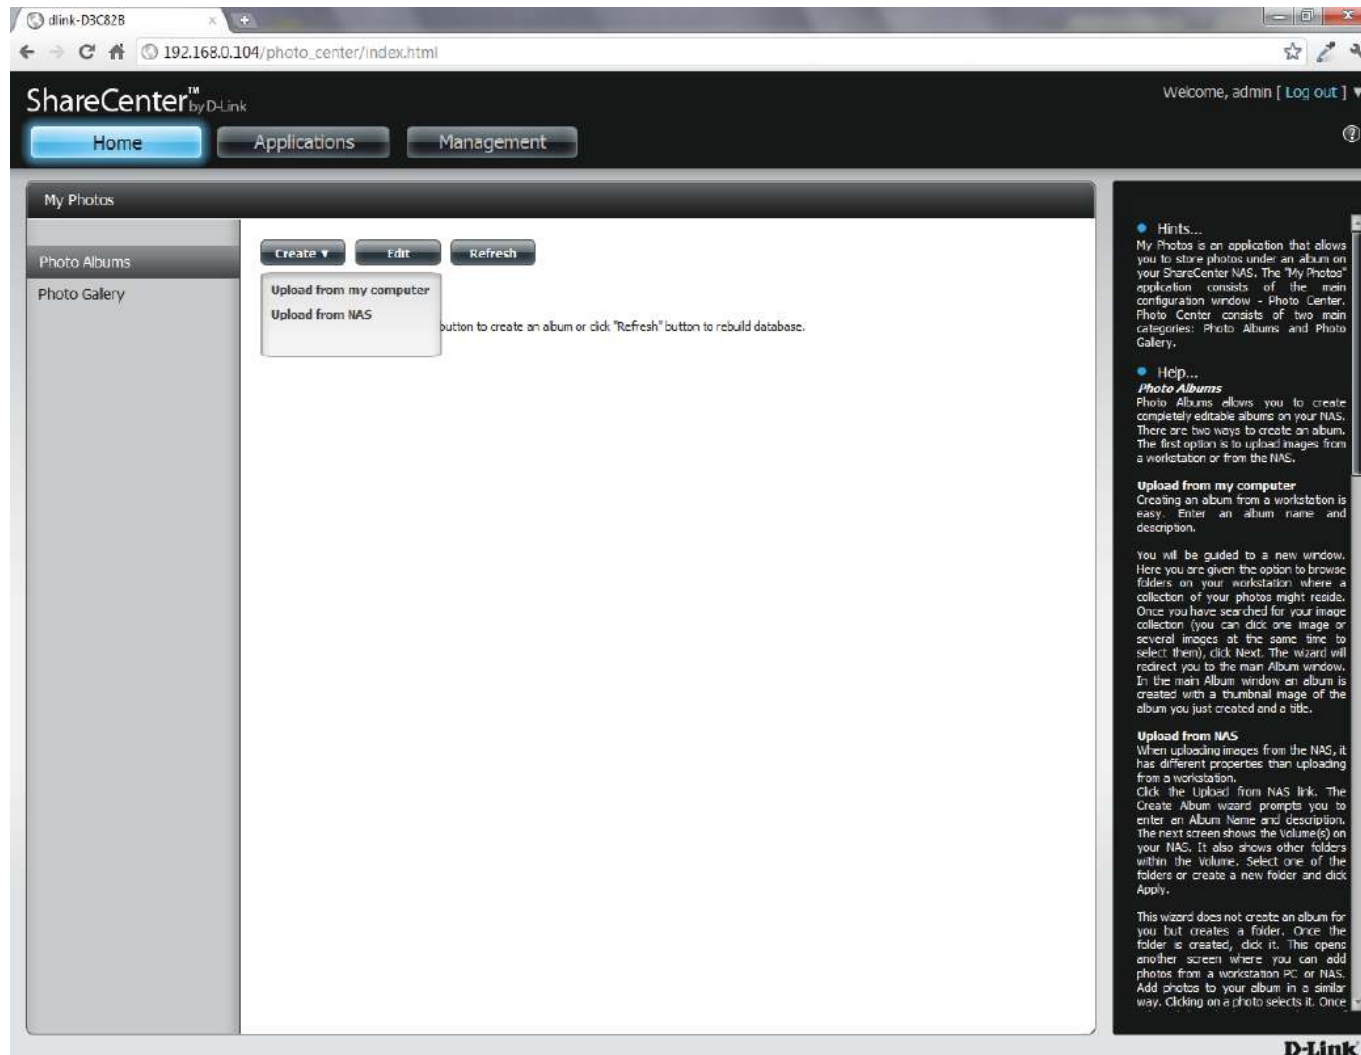 dlink-D3C82B
192.168.0.104/photo_center/index.html
ShareCenter™ by D-Link
Welcome, admin [ Log out ]
Home
Applications
Management
My Photos
Photo Albums
Photo Gallery
Create
Edit
Refresh
Upload from my computer
Upload from NAS
button to create an album or click "Refresh" button to rebuild database.
Hints...
My Photos is an application that allows
you to store photos under an album on
your ShareCenter NAS. The "My Photos"
application consists of the main
configuration window - Photo Center.
Photo Center consists of two main
categories: Photo Albums and Photo
Gallery.
Help...
Photo Albums
Photo Albums allows you to create
completely editable albums on your NAS.
There are two ways to create an album.
The first option is to upload images from
a workstation or from the NAS.
Upload from my computer
Creating an album from a workstation is
easy. Enter an album name and
description.
You will be guided to a new window.
Here you are given the option to browse
folders on your workstation where a
collection of your photos might reside.
Once you have searched for your image
collection (you can click one image or
several images at the same time to
select them), click Next. The wizard will
redirect you to the main Album window.
In the main Album window an album is
created with a thumbnail image of the
album you just created and a title.
Upload from NAS
When uploading images from the NAS, it
has different properties than uploading
from a workstation.
Click the Upload from NAS link. The
Create Album wizard prompts you to
enter an Album Name and description.
The next screen shows the Volume(s) on
your NAS. It also shows other folders
within the Volume. Select one of the
folders or create a new folder and click
Apply.
This wizard does not create an album for
you but creates a folder. Once the
folder is created, click it. This opens
another screen where you can add
photos from a workstation PC or NAS.
Add photos to your album in a similar
way. Clicking on a photo selects it. Once
D-Link